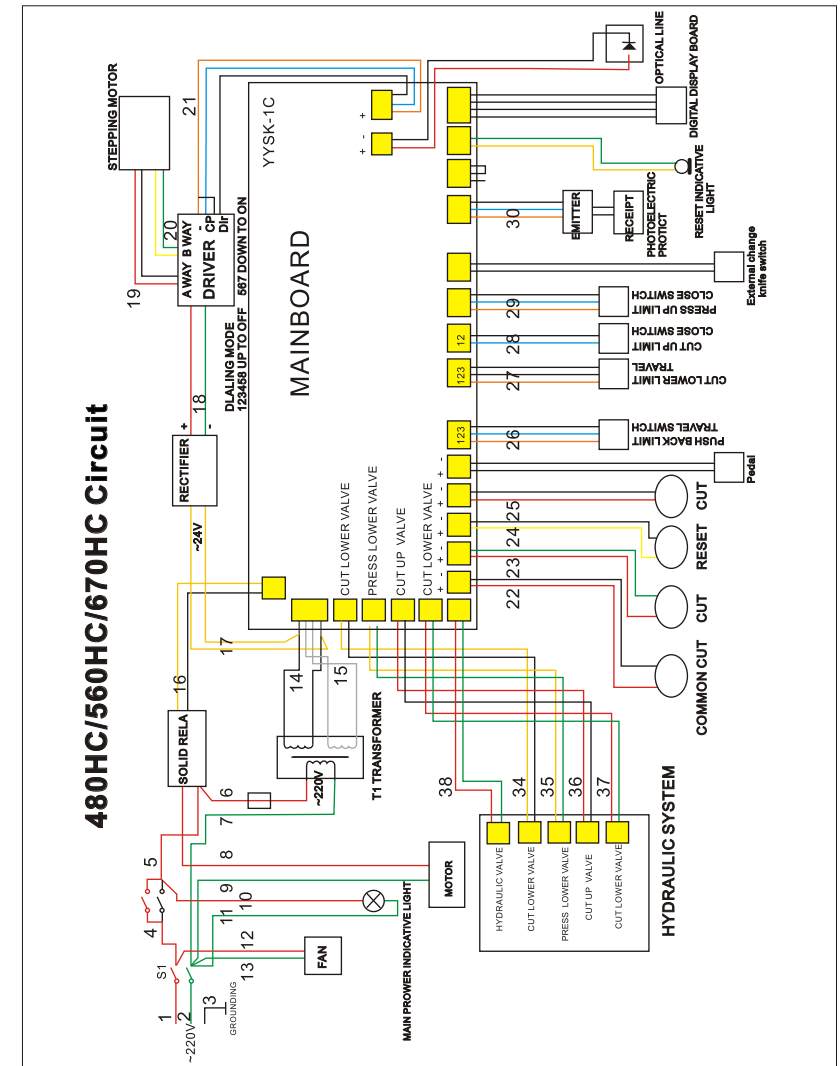 480HC/560HC/670HC Circuit
STEPPING MOTOR
21
20
19
A WAY B WAY
- CP Dir
DRIVER
DLALING MODE
123458 UP TO OFF 567 DOWN TO ON
18
+ -
RECTIFIER
~24V
17
16
SOLID RELA
14
15
T1 TRANSFORMER
~220V
6
7
8
5
4
9
10
11
12
13
S1
1
2
3
~220V
GROUNDING
FAN
MOTOR
MAIN PROWER INDICATIVE LIGHT
YYSK-1C
MAINBOARD
+
+ -
OPTICAL LINE
DIGITAL DISPLAY BOARD
RESET INDICATIVE
LIGHT
30
EMITTER
RECEIPT
PHOTOELECTRIC
PROTICT
External change
knife switch
29
PRESS UP LIMIT
CLOSE SWITCH
12
28
CUT UP LIMIT
CLOSE SWITCH
123
27
CUT LOWER LIMIT
TRAVEL
123
26
PUSH BACK LIMIT
TRAVEL SWITCH
+ -
Pedal
+ -
25
CUT
+ -
24
RESET
+ -
23
CUT
+ -
22
COMMON CUT
CUT LOWER VALVE
PRESS LOWER VALVE
CUT UP VALVE
CUT LOWER VALVE
38
34
35
36
37
HYDRAULIC VALVE
CUT LOWER VALVE
PRESS LOWER VALVE
CUT UP VALVE
CUT LOWER VALVE
HYDRAULIC SYSTEM